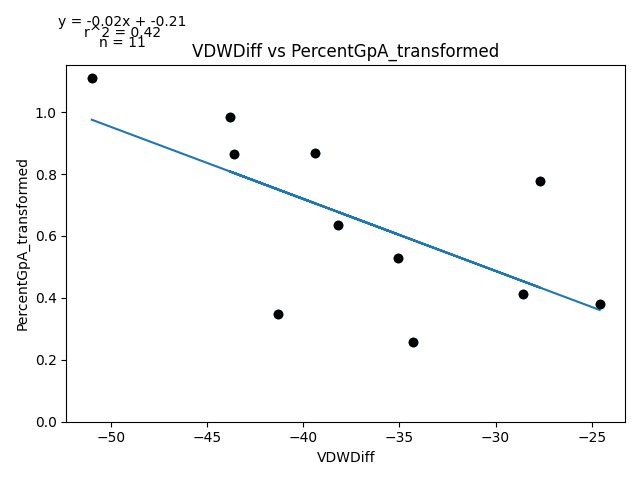 y = -0.02x + -0.21
r^2 = 0.42
n = 11
VDWDiff vs PercentGpA_transformed
1.0
0.8
0.6
0.4
0.2
0.0
PercentGpA_transformed
−50
−45
−40
−35
−30
−25
VDWDiff